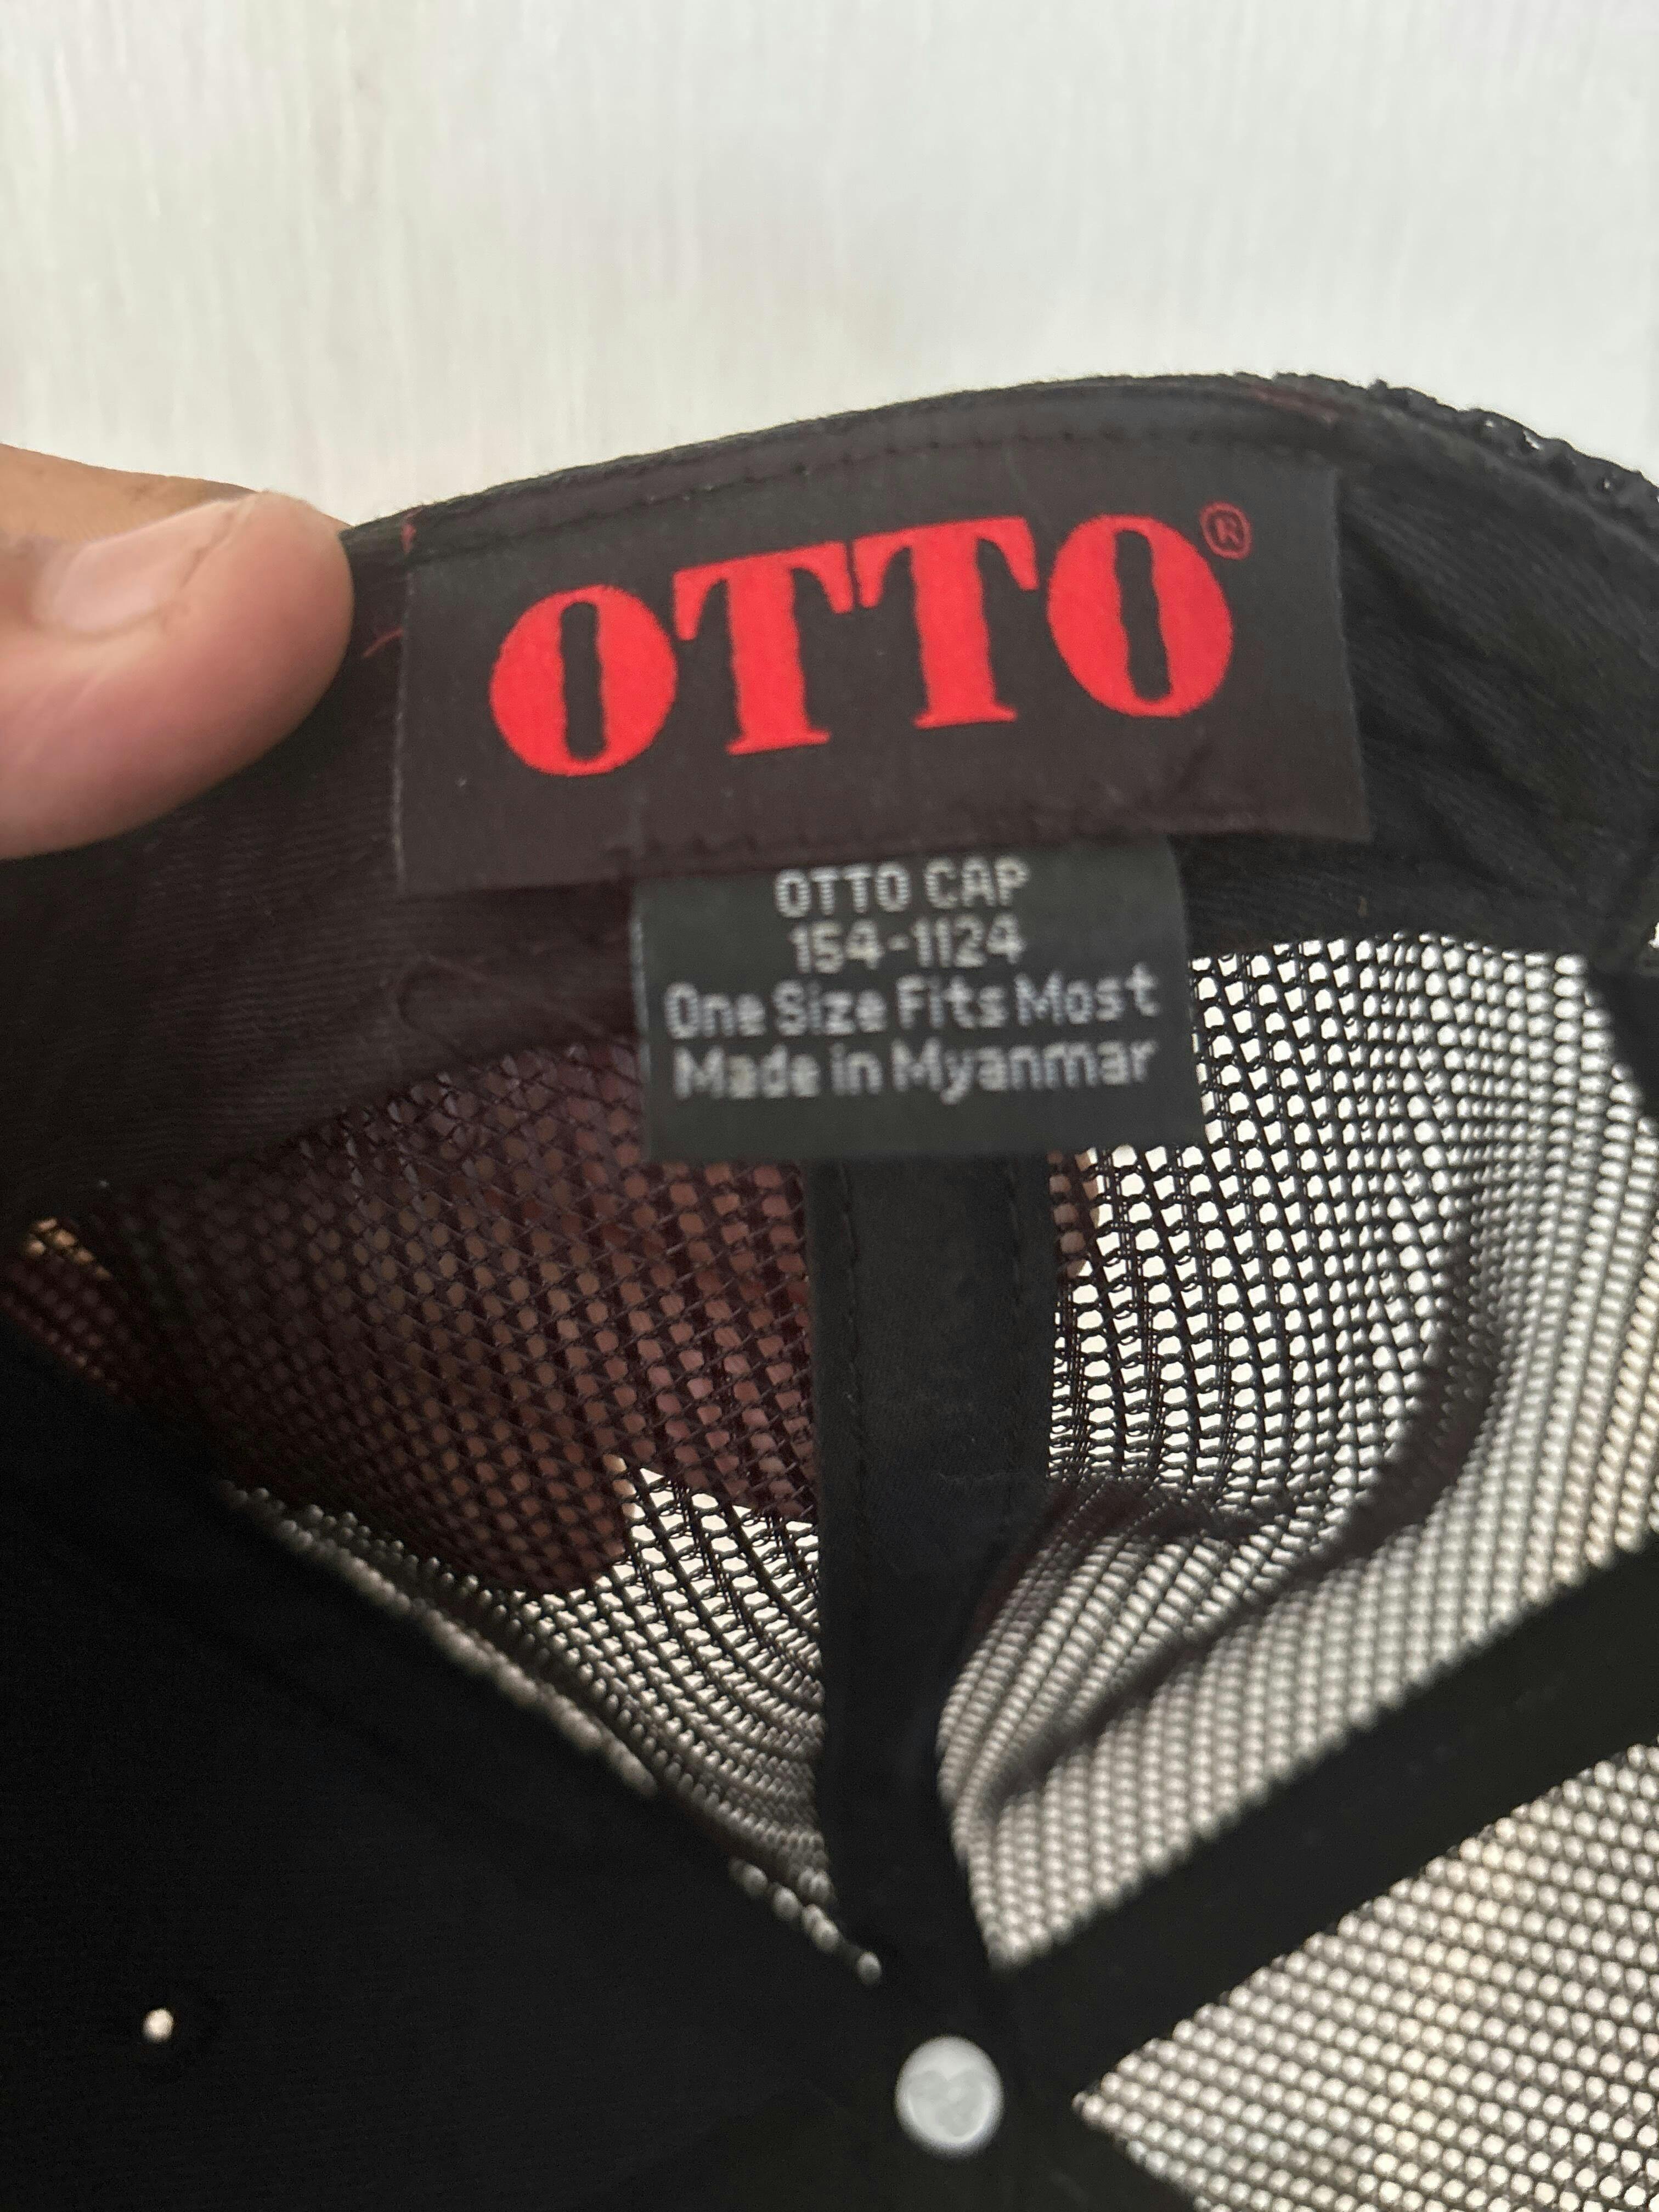 OTTO®
OTTO CAP
154-1124
One Size Fits Most
Made in Myanmar